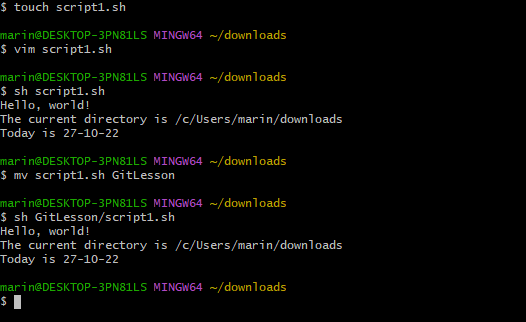 $ touch script1.sh
marin@DESKTOP-3PN81LS MINGW64 ~/downloads
$ vim script1.sh
marin@DESKTOP-3PN81LS MINGW64 ~/downloads
$ sh script1.sh
Hello, world!
The current directory is /c/Users/marin/downloads
Today is 27-10-22
marin@DESKTOP-3PN81LS MINGW64 ~/downloads
$ mv script1.sh GitLesson
marin@DESKTOP-3PN81LS MINGW64 ~/downloads
$ sh GitLesson/script1.sh
Hello, world!
The current directory is /c/Users/marin/downloads
Today is 27-10-22
marin@DESKTOP-3PN81LS MINGW64 ~/downloads
$